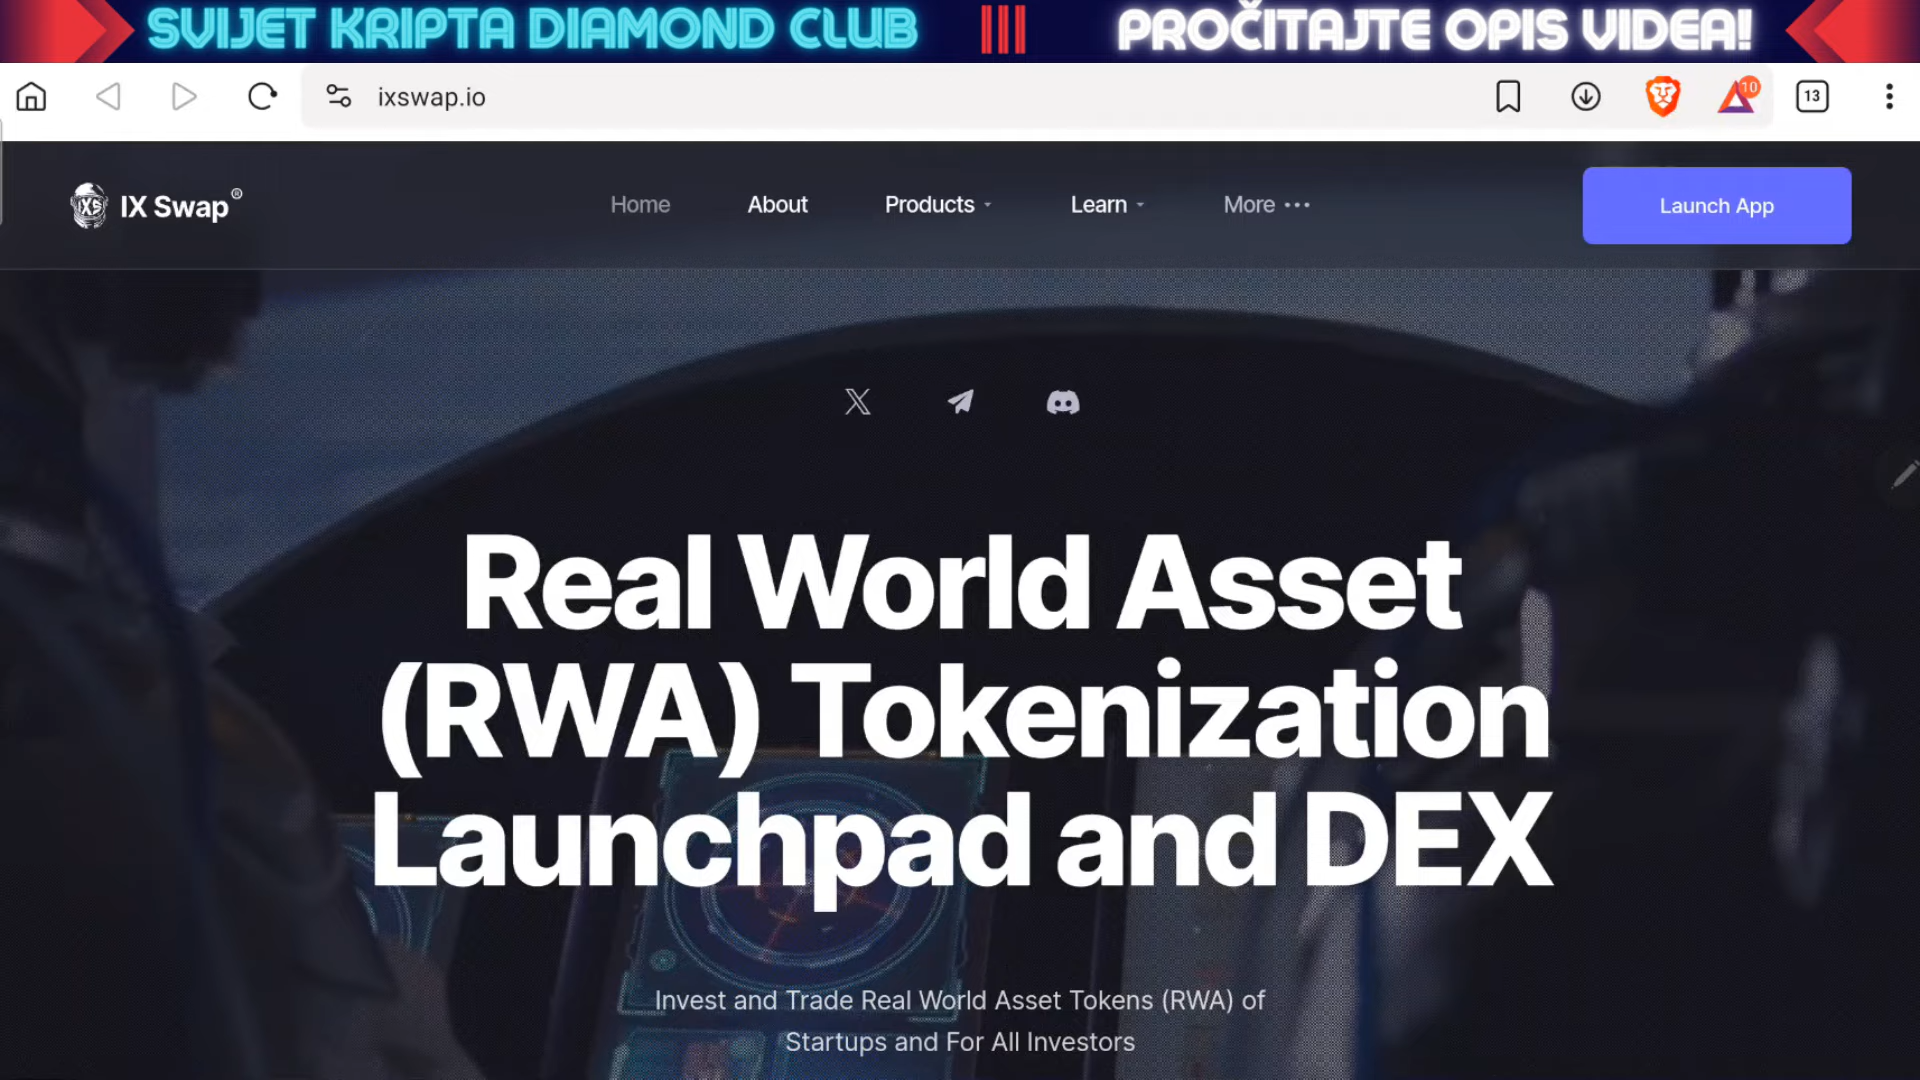 SVIJET KRIPTA DIAMOND CLUB ||| PROČITAJTE OPIS VIDEA!
ixswap.io
10
13
IXS IX Swap®
Home About Products Learn More
Launch App
Real World Asset
(RWA) Tokenization
Launchpad and DEX
Invest and Trade Real World Asset Tokens (RWA) of
Startups and For All Investors